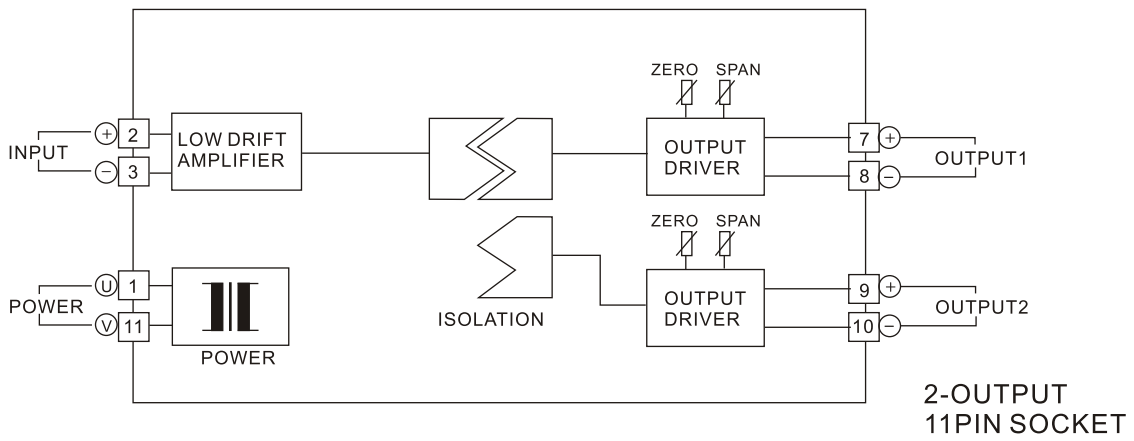 ZERO SPAN
INPUT
+ 2
− 3
LOW DRIFT
AMPLIFIER
OUTPUT
DRIVER
7 +
8 −
OUTPUT1
ZERO SPAN
POWER
U 1
V 11
POWER
ISOLATION
OUTPUT
DRIVER
9 +
10 −
OUTPUT2
2-OUTPUT
11PIN SOCKET